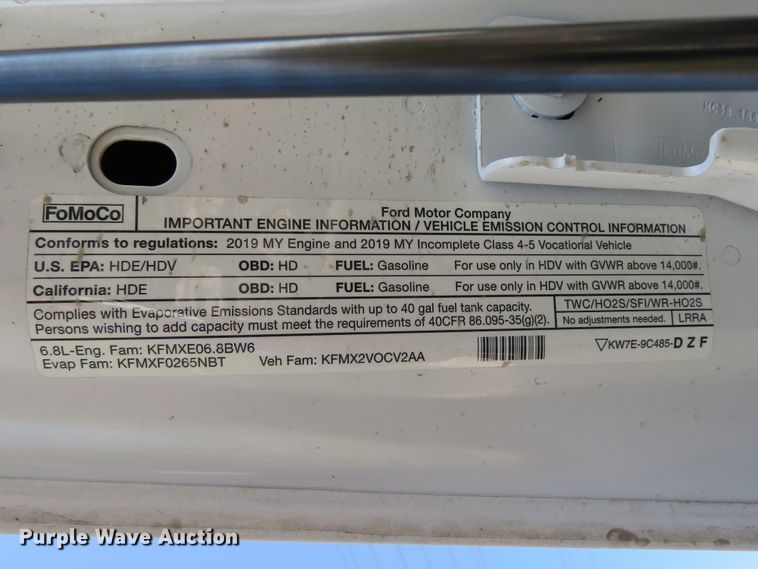 HC3B
FoMoCo
FoMoCo
Ford Motor Company
IMPORTANT ENGINE INFORMATION / VEHICLE EMISSION CONTROL INFORMATION
Conforms to regulations: 2019 MY Engine and 2019 MY Incomplete Class 4-5 Vocational Vehicle
U.S. EPA: HDE/HDV OBD: HD FUEL: Gasoline For use only in HDV with GVWR above 14,000#.
California: HDE OBD: HD FUEL: Gasoline For use only in HDV with GVWR above 14,000#.
Complies with Evaporative Emissions Standards with up to 40 gal fuel tank capacity.
Persons wishing to add capacity must meet the requirements of 40CFR 86.095-35(g)(2).
TWC/HO2S/SFI/WR-HO2S
No adjustments needed. LRRA
6.8L-Eng. Fam: KFMXE06.8BW6
Evap Fam: KFMXF0265NBT Veh Fam: KFMX2VOCV2AA
KW7E-9C485-DZF
Purple Wave Auction